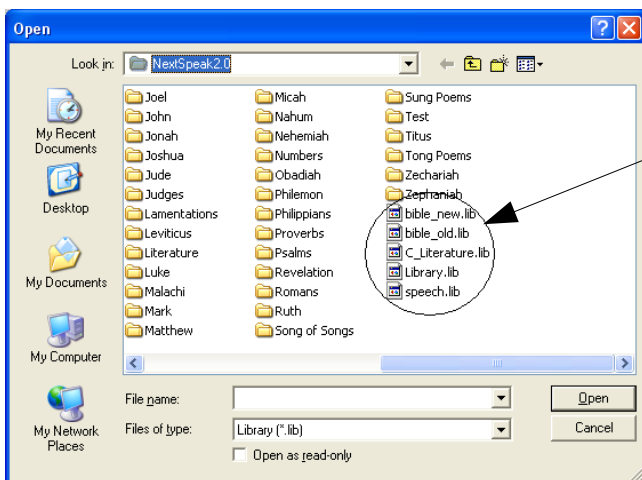 Open
Look in: NextSpeak2.0
My Recent
Documents
Desktop
My Documents
My Computer
My Network
Places
Joel
John
Jonah
Joshua
Jude
Judges
Lamentations
Leviticus
Literature
Luke
Malachi
Mark
Matthew
Micah
Nahum
Nehemiah
Numbers
Obadiah
Philemon
Philippians
Proverbs
Psalms
Revelation
Romans
Ruth
Song of Songs
Sung Poems
Test
Titus
Tong Poems
Zechariah
Zephaniah
bible_new.lib
bible_old.lib
C_Literature.lib
Library.lib
speech.lib
File name:
Open
Files of type: Library (*.lib)
Cancel
Open as read-only